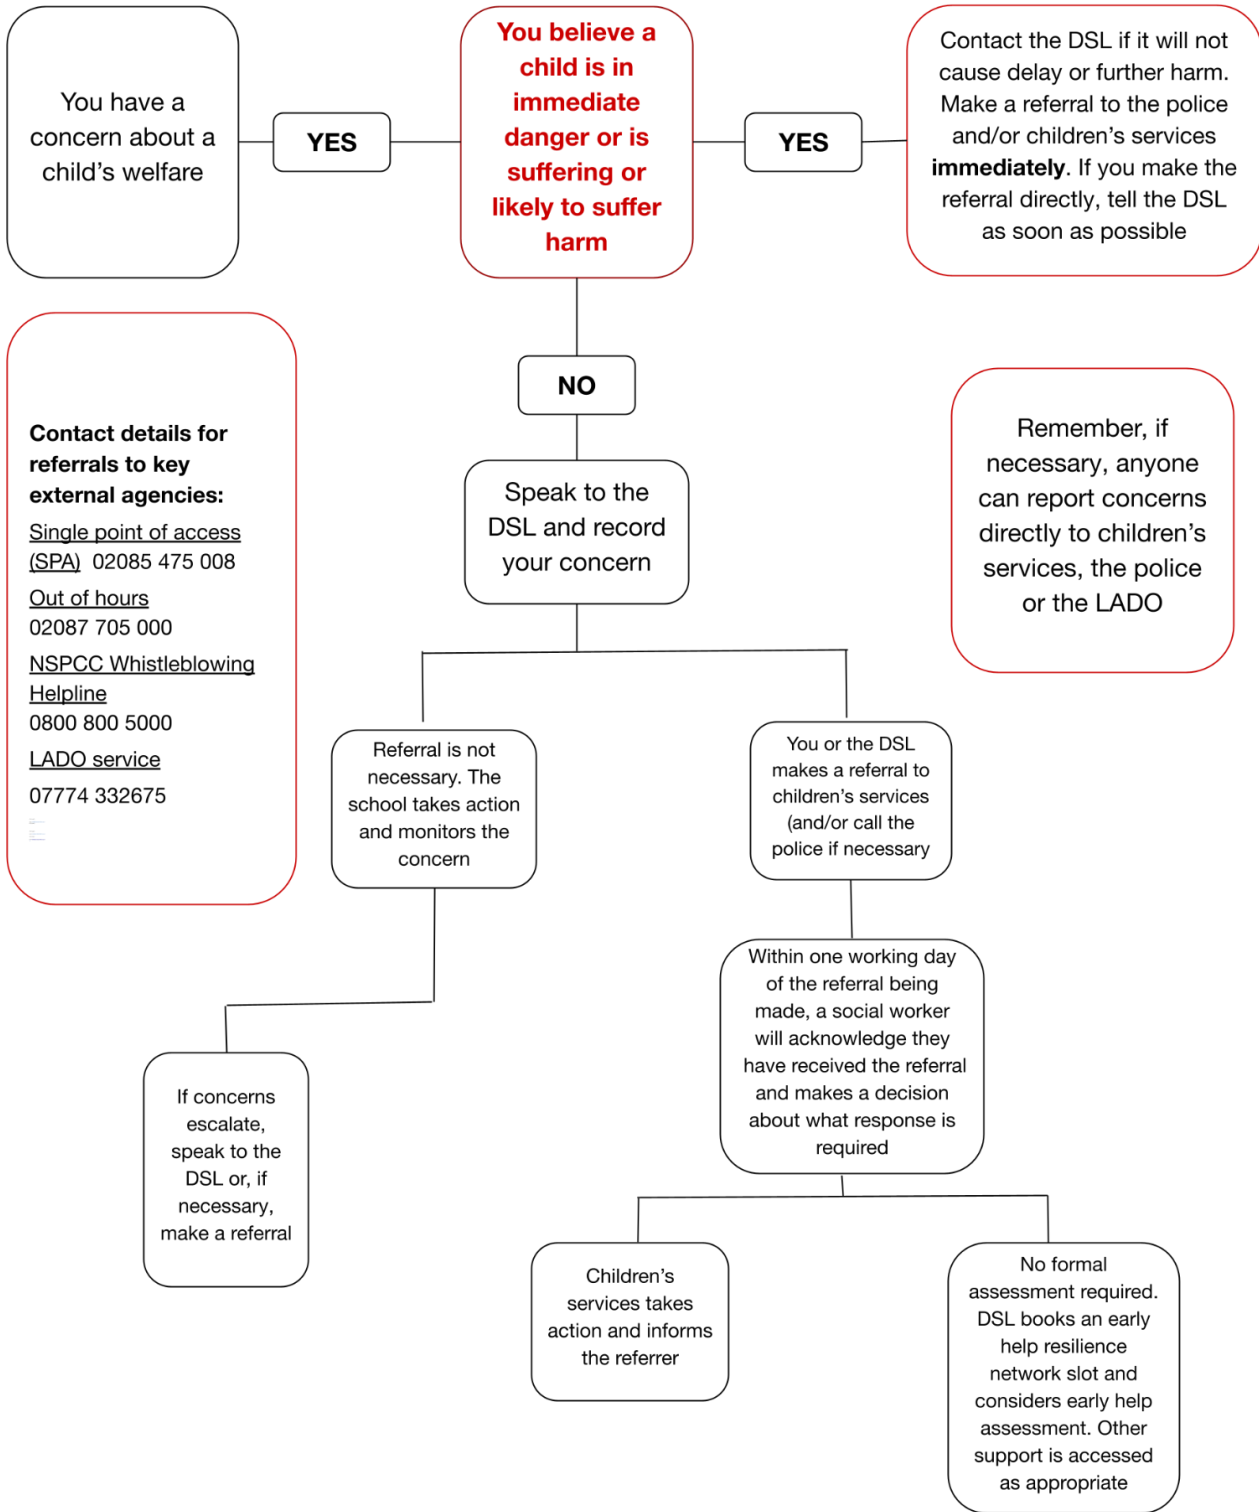 You have a
concern about a
child's welfare
YES
You believe a
child is in
immediate
danger or is
suffering or
likely to suffer
harm
YES
Contact the DSL if it will not
cause delay or further harm.
Make a referral to the police
and/or children's services
immediately. If you make the
referral directly, tell the DSL
as soon as possible
NO
Contact details for
referrals to key
external agencies:
Single point of access
(SPA) 02085 475 008
Out of hours
02087 705 000
NSPCC Whistleblowing
Helpline
0800 800 5000
LADO service
07774 332675
Speak to the
DSL and record
your concern
Remember, if
necessary, anyone
can report concerns
directly to children's
services, the police
or the LADO
Referral is not
necessary. The
school takes action
and monitors the
concern
You or the DSL
makes a referral to
children's services
(and/or call the
police if necessary
If concerns
escalate,
speak to the
DSL or, if
necessary,
make a referral
Within one working day
of the referral being
made, a social worker
will acknowledge they
have received the referral
and makes a decision
about what response is
required
Children's
services takes
action and informs
the referrer
No formal
assessment required.
DSL books an early
help resilience
network slot and
considers early help
assessment. Other
support is accessed
as appropriate